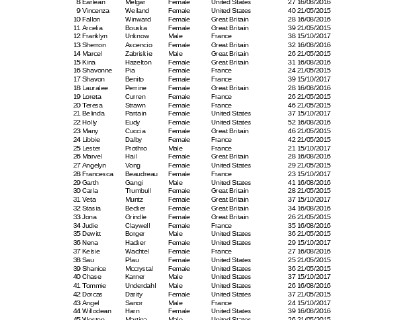 8 Earlean Melgar Female United States 27 16/08/2016
9 Vincenza Weiland Female United States 40 21/05/2015
10 Fallon Winward Female Great Britain 28 16/08/2016
11 Arcelia Bouska Female Great Britain 39 21/05/2015
12 Franklyn Unknow Male France 38 15/10/2017
13 Sherron Ascencio Female Great Britain 32 16/08/2016
14 Marcel Zabriskie Male Great Britain 26 21/05/2015
15 Kina Hazelton Female Great Britain 31 16/08/2016
16 Shavonne Pia Female France 24 21/05/2015
17 Shavon Benito Female France 39 15/10/2017
18 Lauralee Perrine Female Great Britain 28 16/08/2016
19 Loreta Curren Female France 26 21/05/2015
20 Teresa Strawn Female France 46 21/05/2015
21 Belinda Partain Female United States 37 15/10/2017
22 Holly Eudy Female United States 52 16/08/2016
23 Many Cuccia Female Great Britain 46 21/05/2015
24 Libbie Dalby Female France 42 21/05/2015
25 Lester Prothro Male France 21 15/10/2017
26 Marvel Hail Female Great Britain 28 16/08/2016
27 Angelyn Vong Female United States 29 21/05/2015
28 Francesca Beaudreau Female France 23 15/10/2017
29 Garth Gangi Male United States 41 16/08/2016
30 Carla Trumbull Female Great Britain 28 21/05/2015
31 Veta Muntz Female Great Britain 37 15/10/2017
32 Stasia Becker Female Great Britain 34 16/08/2016
33 Jona Grindle Female Great Britain 26 21/05/2015
34 Judie Claywell Female France 35 16/08/2016
35 Dewitt Borger Male United States 36 21/05/2015
36 Nena Hacker Female United States 29 15/10/2017
37 Kelsie Wachtel Female France 27 16/08/2016
38 Sau Pfau Female United States 25 21/05/2015
39 Shanice Mccrystal Female United States 36 21/05/2015
40 Chase Karner Male United States 37 15/10/2017
41 Tommie Underdahl Male United States 26 16/08/2016
42 Dorcas Darity Female United States 37 21/05/2015
43 Angel Sanor Male France 24 15/10/2017
44 Willodean Harn Female United States 39 16/08/2016